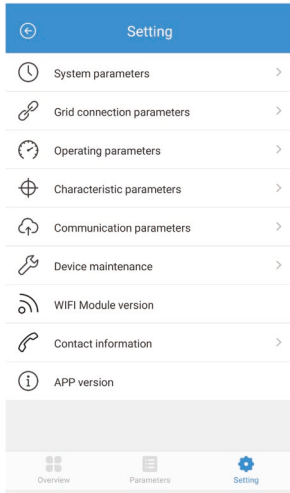 Setting
System parameters
Grid connection parameters
Operating parameters
Characteristic parameters
Communication parameters
Device maintenance
WIFI Module version
Contact information
APP version
Overview Parameters Setting